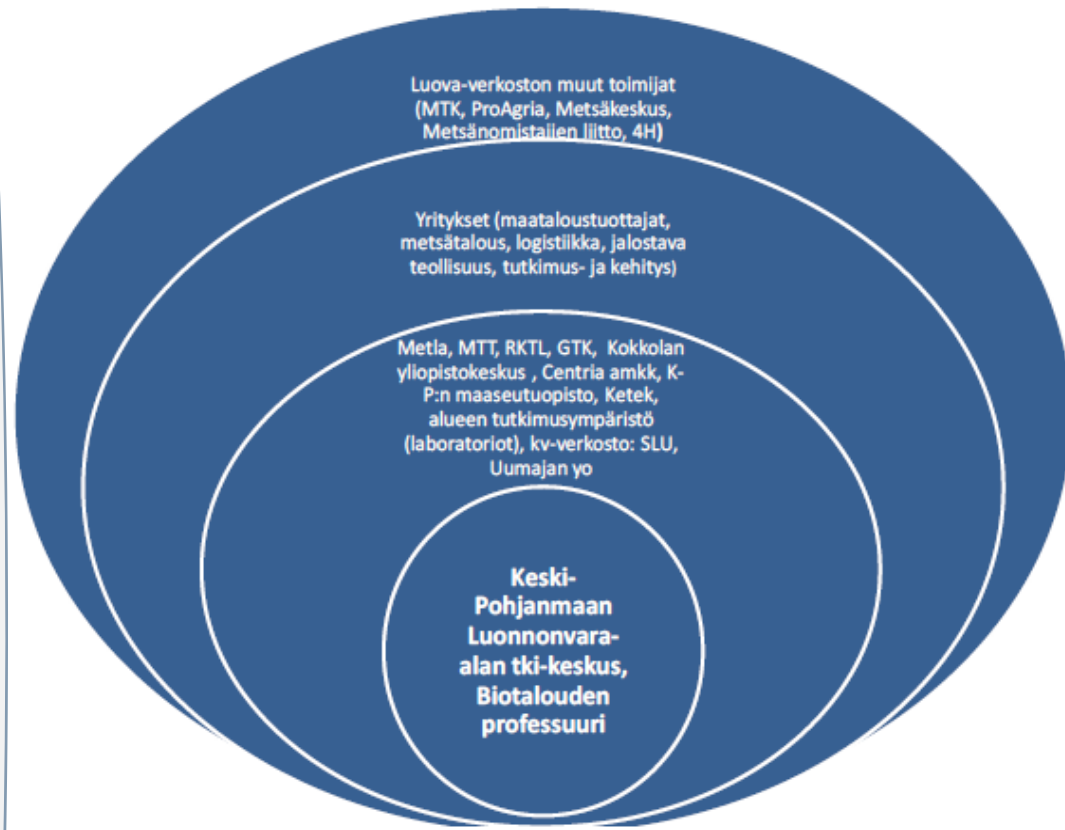 Luova-verkoston muut toimijat
(MTK, ProAgria, Metsäkeskus,
Metsänomistajien liitto, 4H)
Yritykset (maataloustuottajat,
metsätalous, logistiikka, jalostava
teollisuus, tutkimus- ja kehitys)
Metla, MTT, RKTL, GTK, Kokkolan
yliopistokeskus , Centria amkk, K-
P:n maaseutuopisto, Ketek,
alueen tutkimusympäristö
(laboratoriot), kv-verkosto: SLU,
Uumajan yo
Keski-
Pohjanmaan
Luonnonvara-
alan tki-keskus,
Biotalouden
professuuri